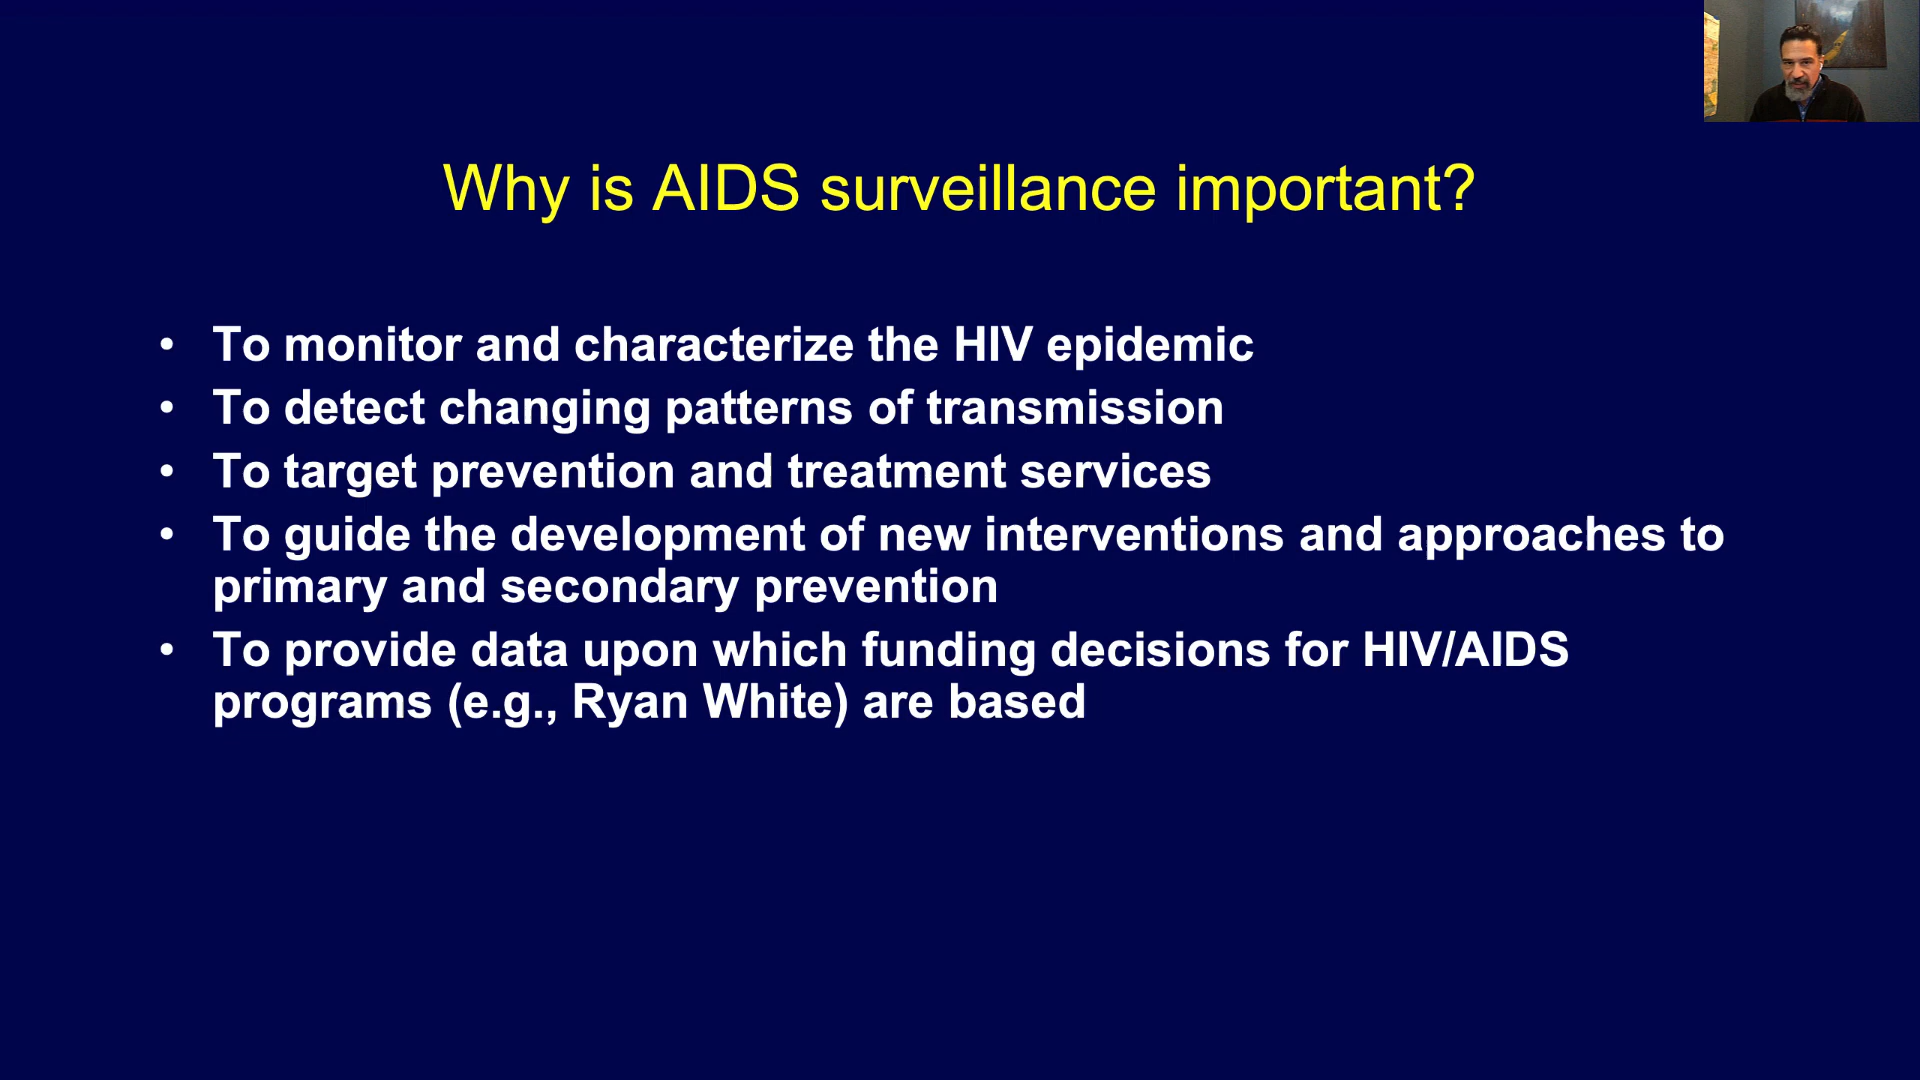 Why is AIDS surveillance important?
• To monitor and characterize the HIV epidemic
• To detect changing patterns of transmission
• To target prevention and treatment services
• To guide the development of new interventions and approaches to
primary and secondary prevention
• To provide data upon which funding decisions for HIV/AIDS
programs (e.g., Ryan White) are based